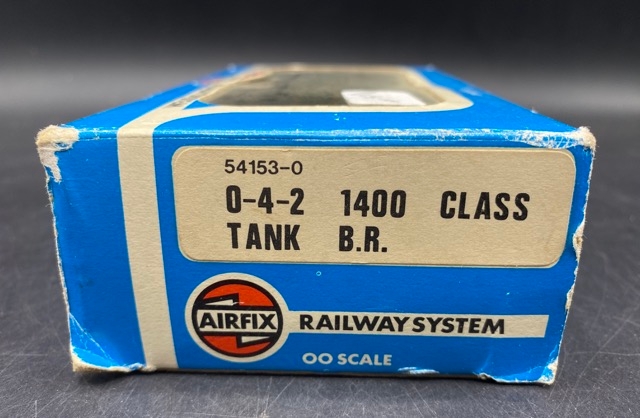 54153-0
0-4-2 1400 CLASS
TANK B.R.
AIRFIX RAILWAY SYSTEM
OO SCALE